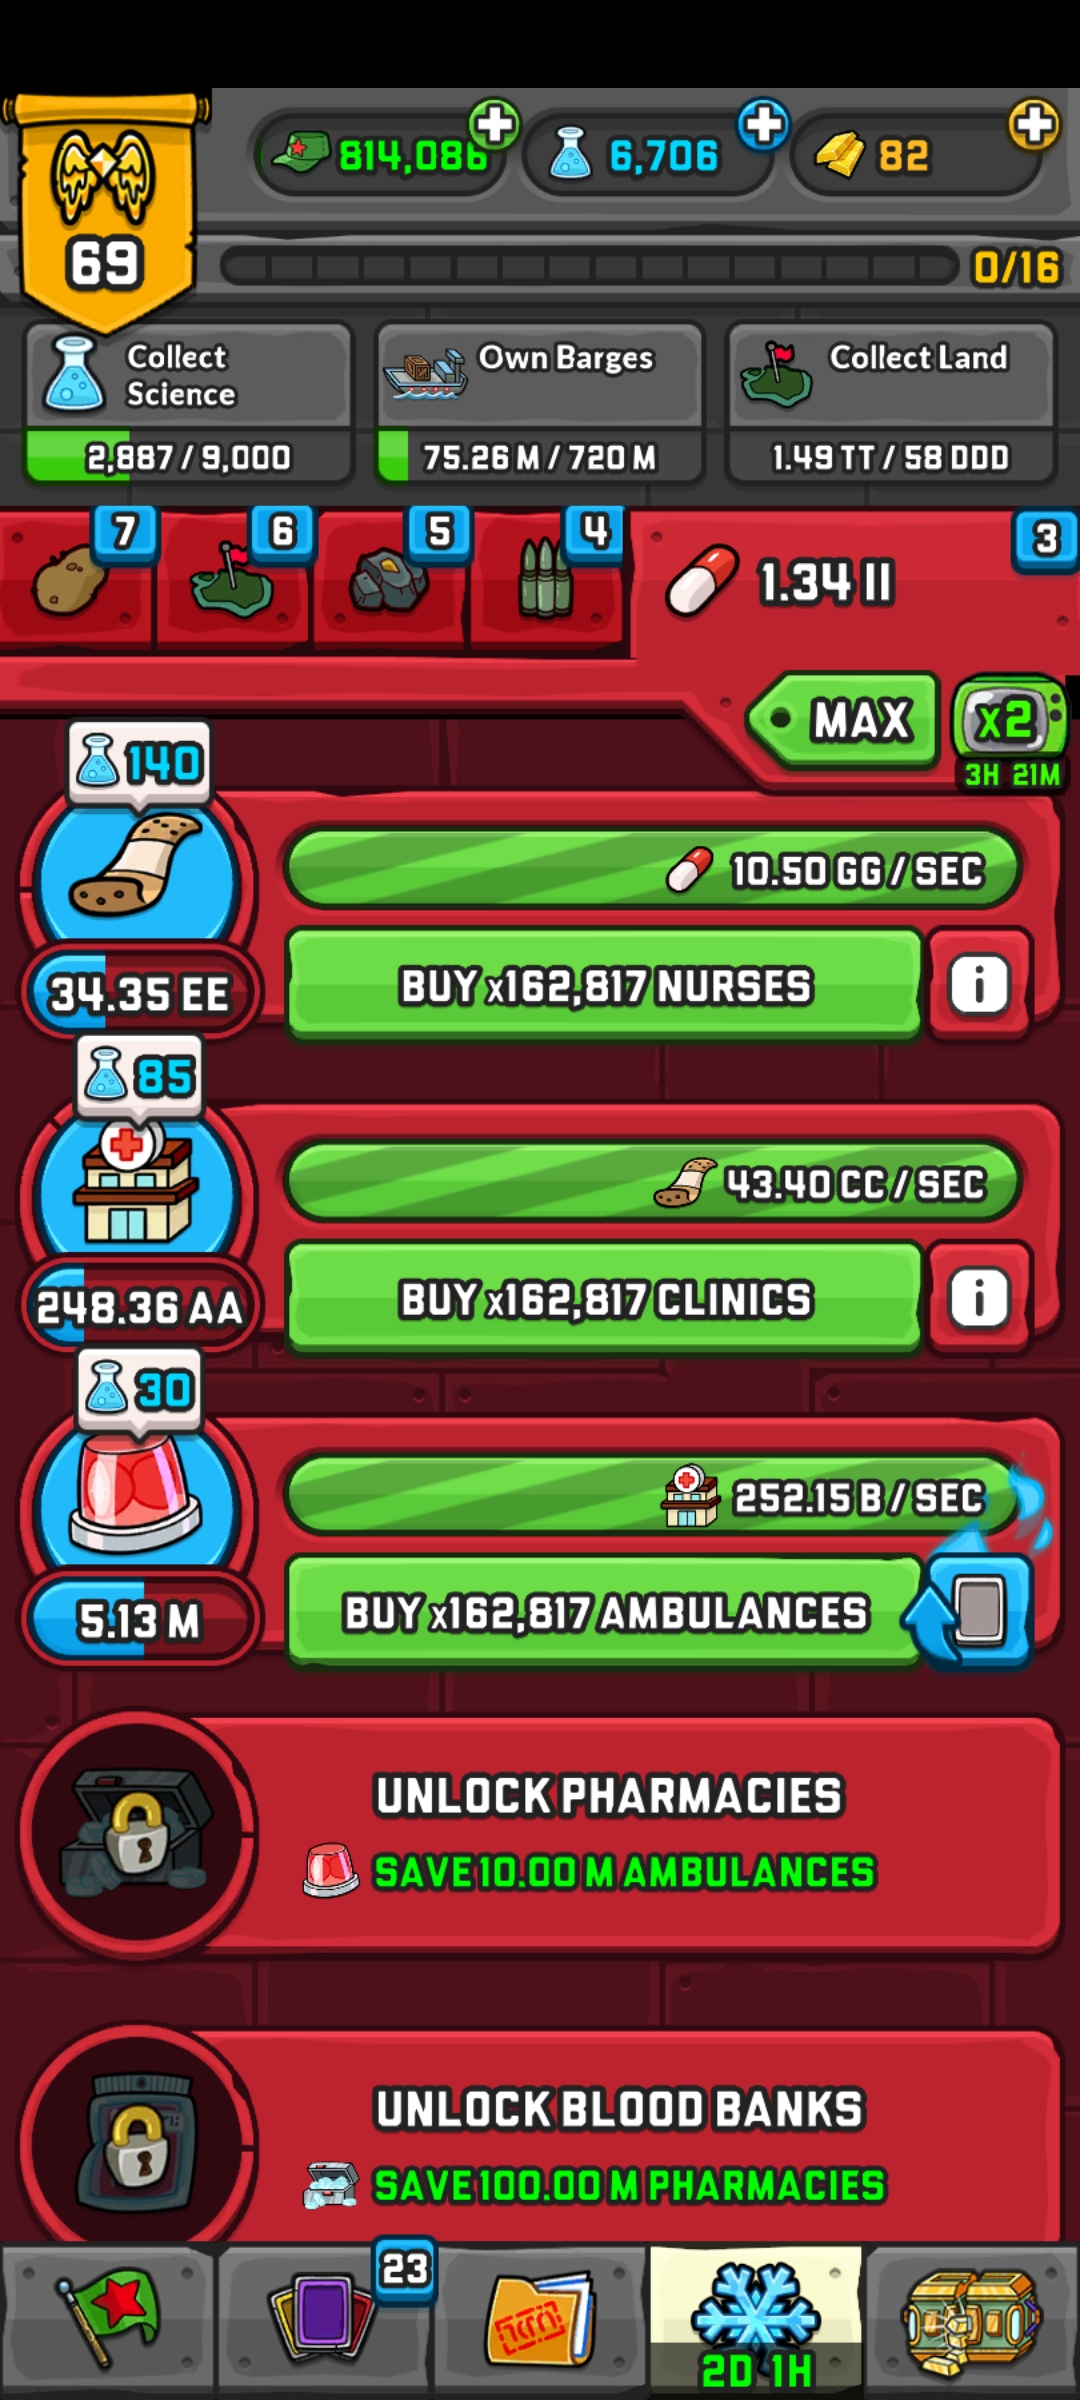 814,086
6,706
82
69
0/16
Collect
Science
2,887 / 9,000
Own Barges
75.26 M / 720 M
Collect Land
1.49 TT / 58 DDD
7
6
5
4
3
1.34 II
MAX
x2
3H 21M
140
10.50 GG / SEC
34.35 EE
BUY x162,817 NURSES
i
85
43.40 CC / SEC
248.36 AA
BUY x162,817 CLINICS
i
30
252.15 B / SEC
5.13 M
BUY x162,817 AMBULANCES
UNLOCK PHARMACIES
SAVE 10.00 M AMBULANCES
UNLOCK BLOOD BANKS
SAVE 100.00 M PHARMACIES
23
2D 1H